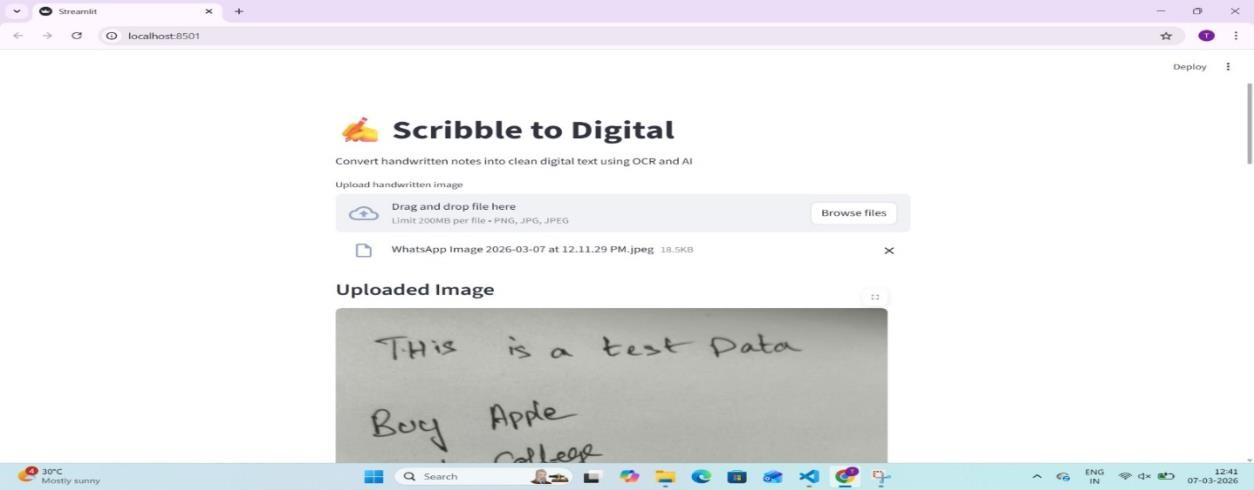 Streamlit
localhost:8501
T
Deploy
Scribble to Digital
Convert handwritten notes into clean digital text using OCR and AI
Upload handwritten image
Drag and drop file here
Limit 200MB per file • PNG, JPG, JPEG
Browse files
WhatsApp Image 2026-03-07 at 12.11.29 PM.jpeg 18.5KB
Uploaded Image
THis is a test Data
Buy Apple
College
4
30°C
Mostly sunny
Search
ENG
IN
12:41
07-03-2026